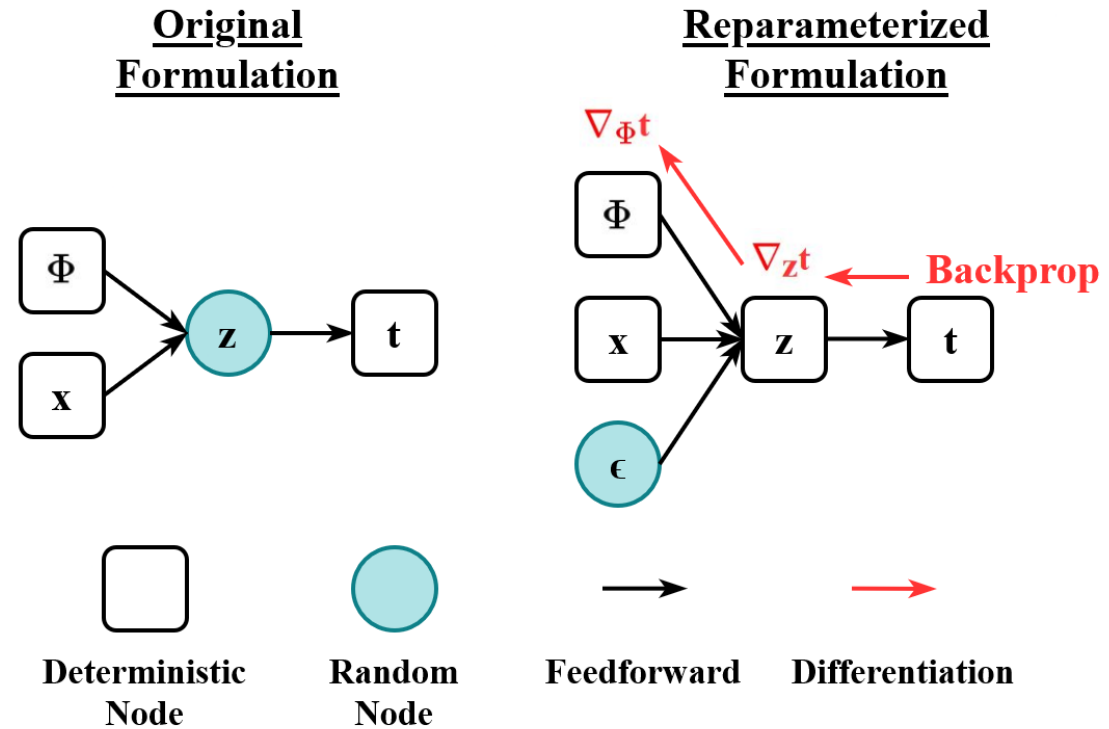 Original
Formulation
Φ
x
z
t
Reparameterized
Formulation
∇Φt
∇zt
Backprop
Φ
x
z
t
ϵ
Deterministic
Node
Random
Node
Feedforward
Differentiation